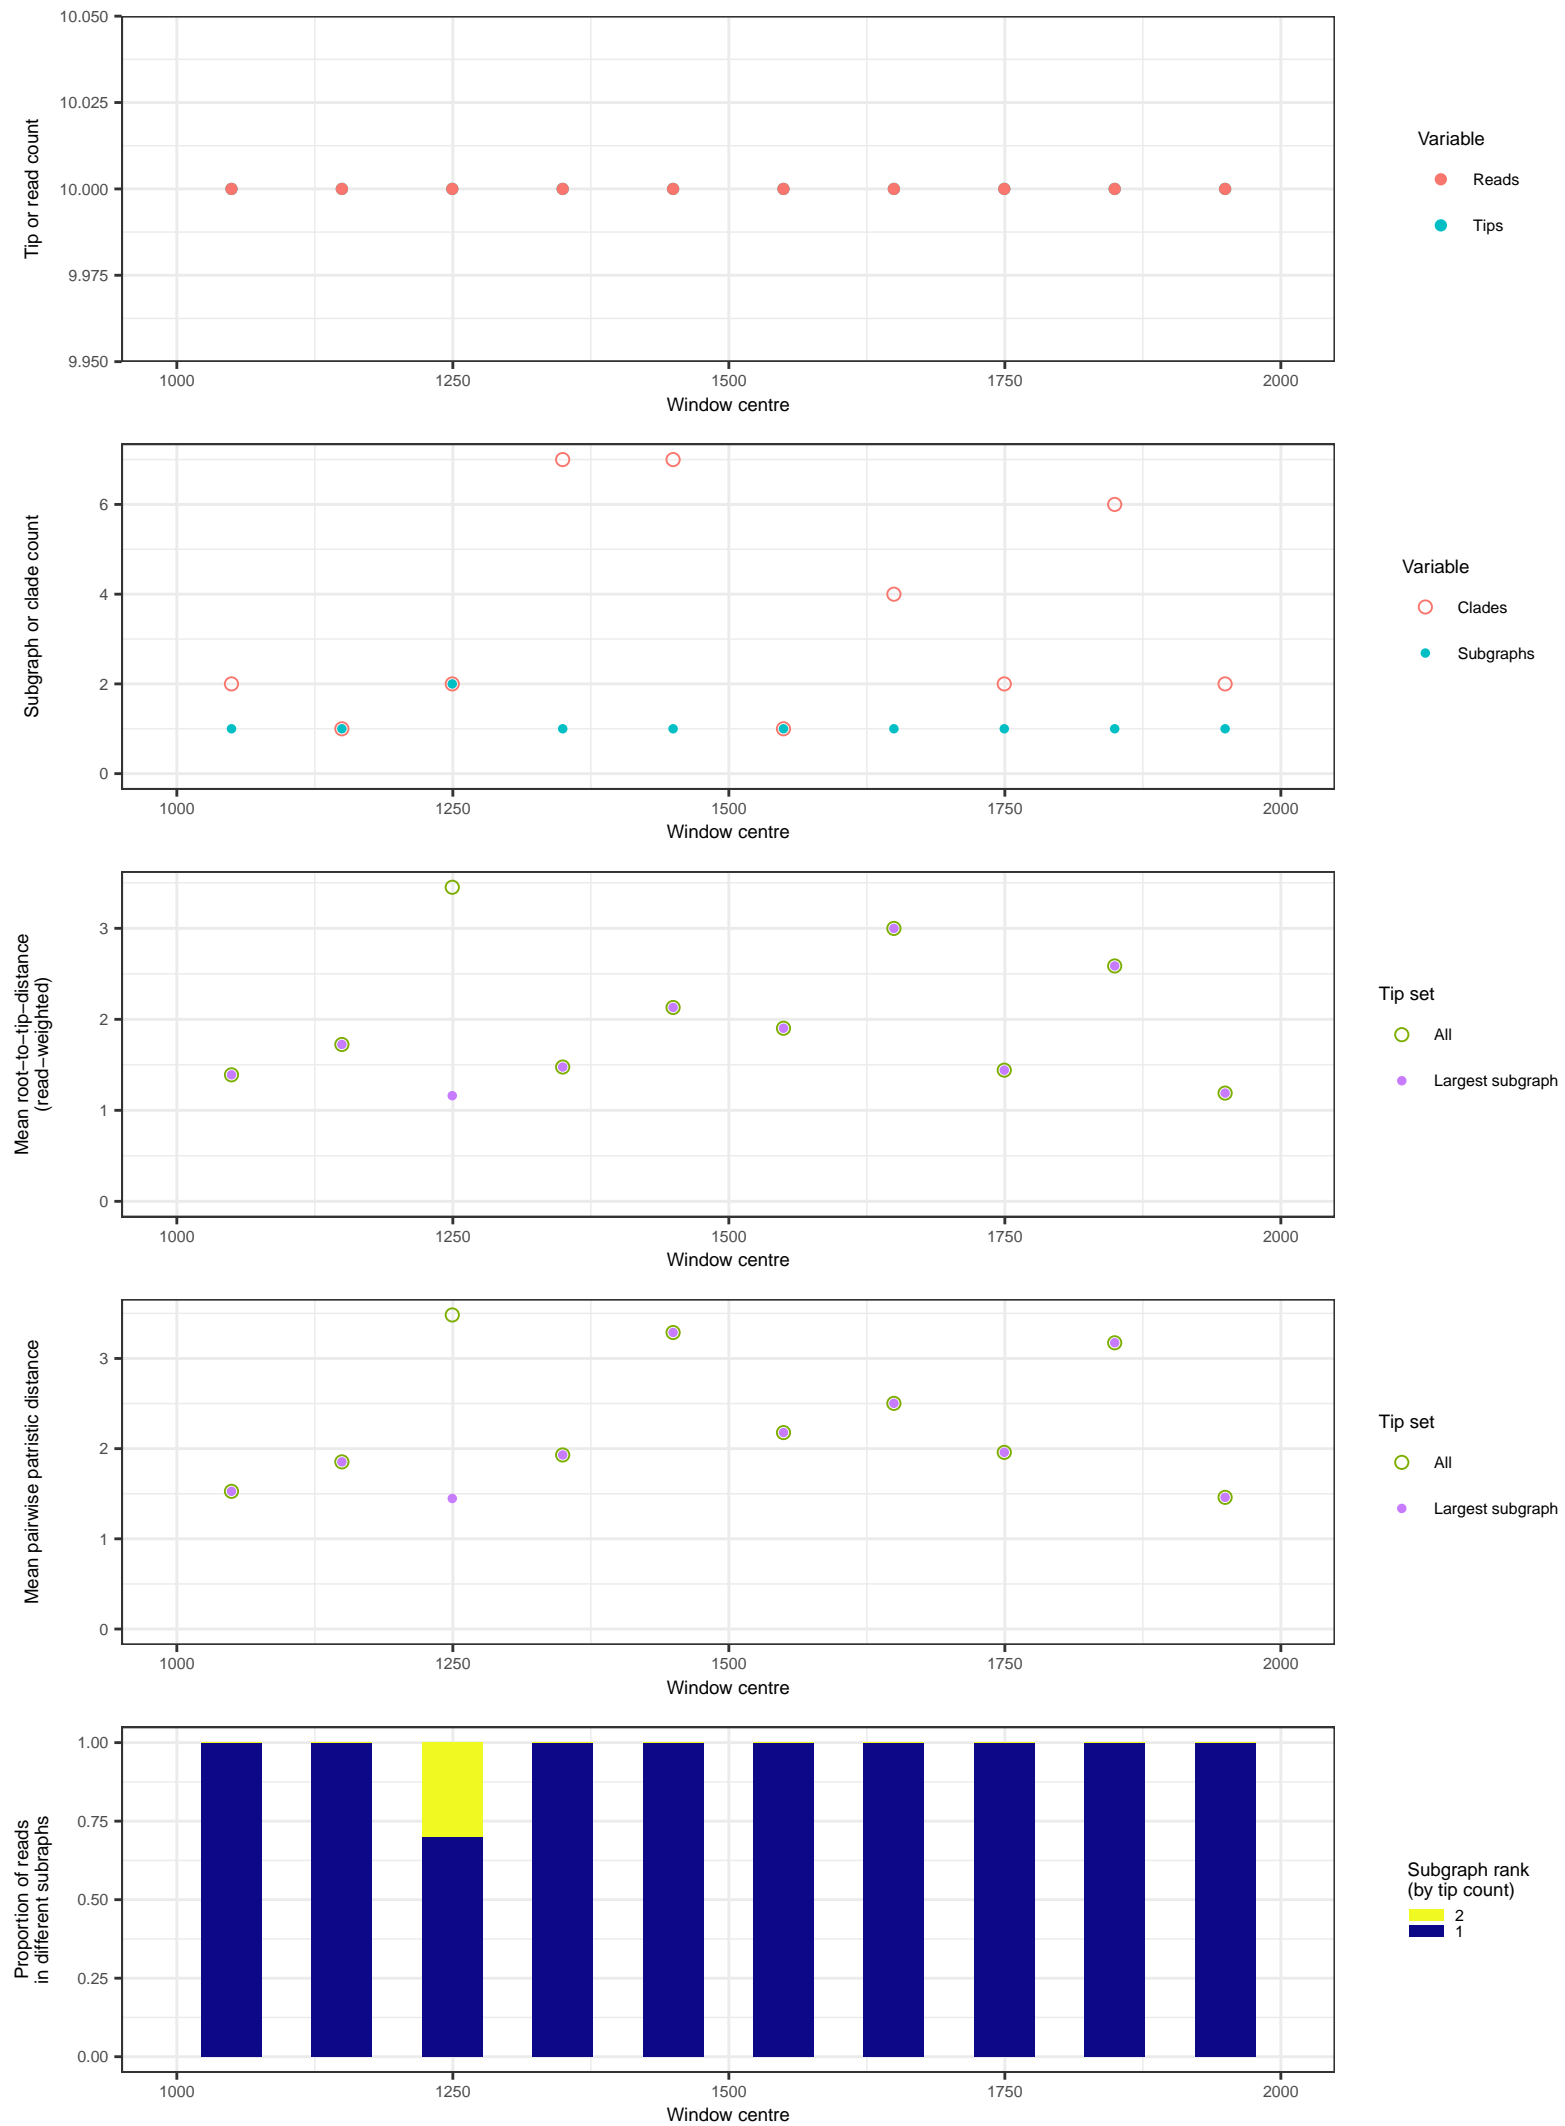 10.050
10.025
10.000
9.975
9.950
Tip or read count
1000 1250 1500 1750 2000
Window centre
Variable
Reads
Tips
6
4
2
0
Subgraph or clade count
1000 1250 1500 1750 2000
Window centre
Variable
Clades
Subgraphs
3
2
1
0
Mean root−to−tip−distance
(read−weighted)
1000 1250 1500 1750 2000
Window centre
Tip set
All
Largest subgraph
3
2
1
0
Mean pairwise patristic distance
1000 1250 1500 1750 2000
Window centre
Tip set
All
Largest subgraph
1.00
0.75
0.50
0.25
0.00
Proportion of reads
in different subraphs
1000 1250 1500 1750 2000
Window centre
Subgraph rank
(by tip count)
2
1